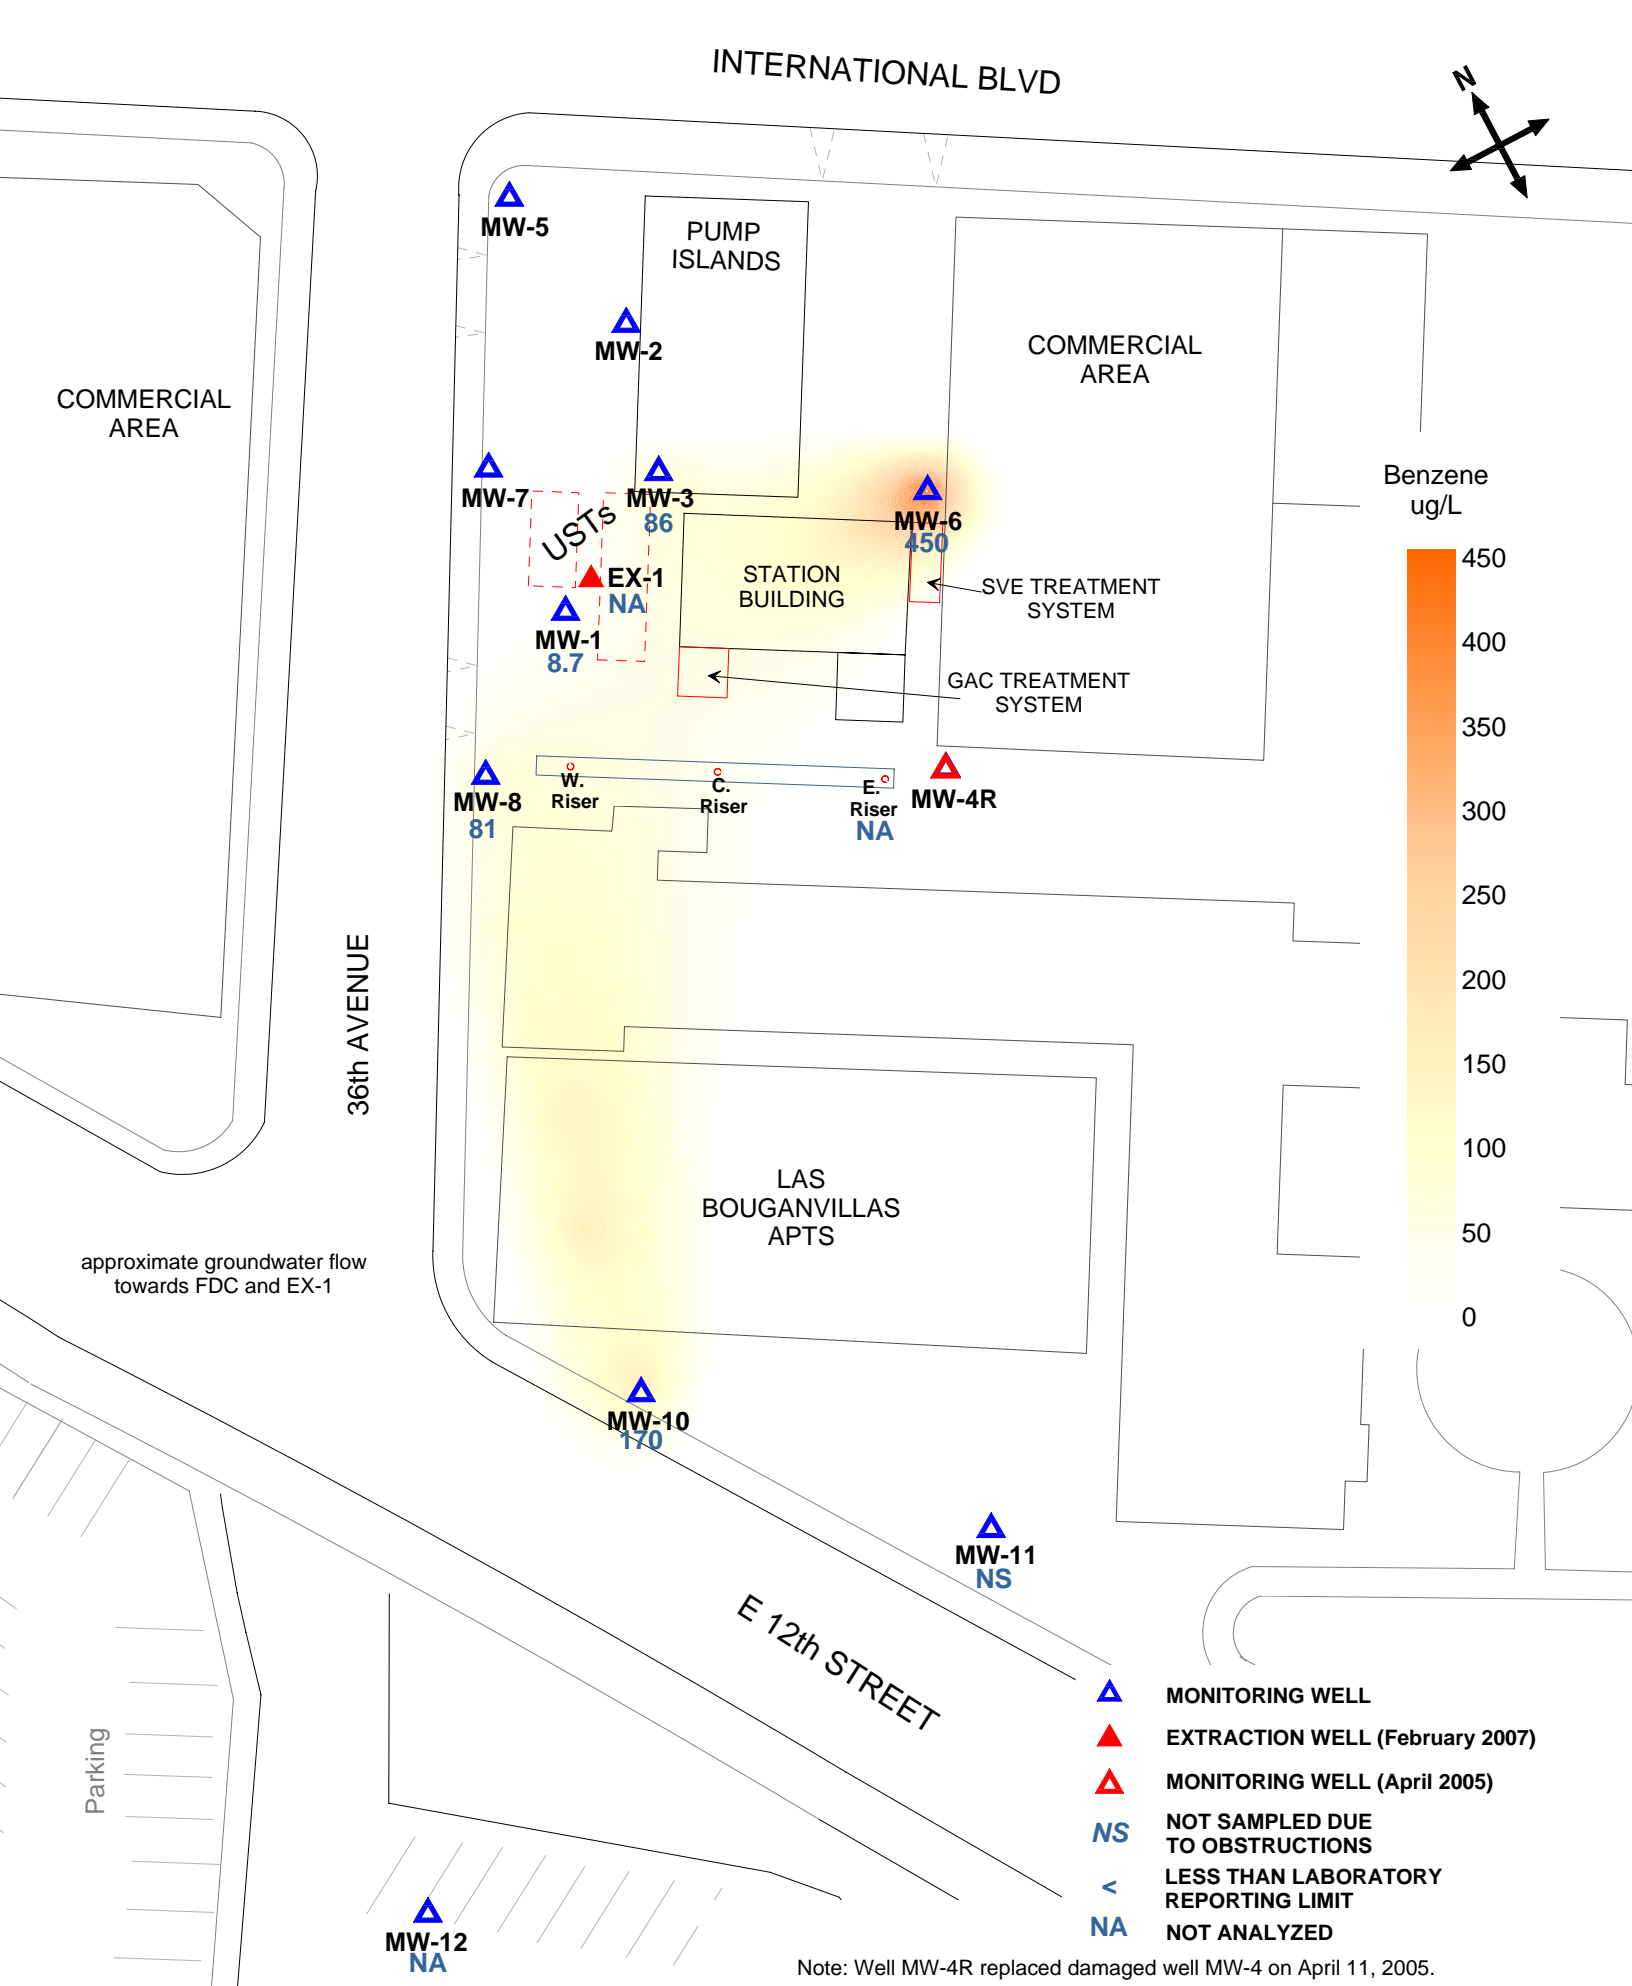 INTERNATIONAL BLVD
N
MW-5
PUMP
ISLANDS
MW-2
COMMERCIAL
AREA
COMMERCIAL
AREA
MW-7
USTs
MW-3
86
MW-6
450
EX-1
NA
MW-1
8.7
STATION
BUILDING
SVE TREATMENT
SYSTEM
GAC TREATMENT
SYSTEM
Benzene
ug/L
450
400
350
300
250
200
150
100
50
0
MW-8
81
W.
Riser
C.
Riser
E.
Riser
NA
MW-4R
36th AVENUE
LAS
BOUGANVILLAS
APTS
approximate groundwater flow
towards FDC and EX-1
MW-10
170
MW-11
NS
E 12th STREET
Parking
MW-12
NA
MONITORING WELL
EXTRACTION WELL (February 2007)
MONITORING WELL (April 2005)
NS NOT SAMPLED DUE
TO OBSTRUCTIONS
< LESS THAN LABORATORY
REPORTING LIMIT
NA NOT ANALYZED
Note: Well MW-4R replaced damaged well MW-4 on April 11, 2005.